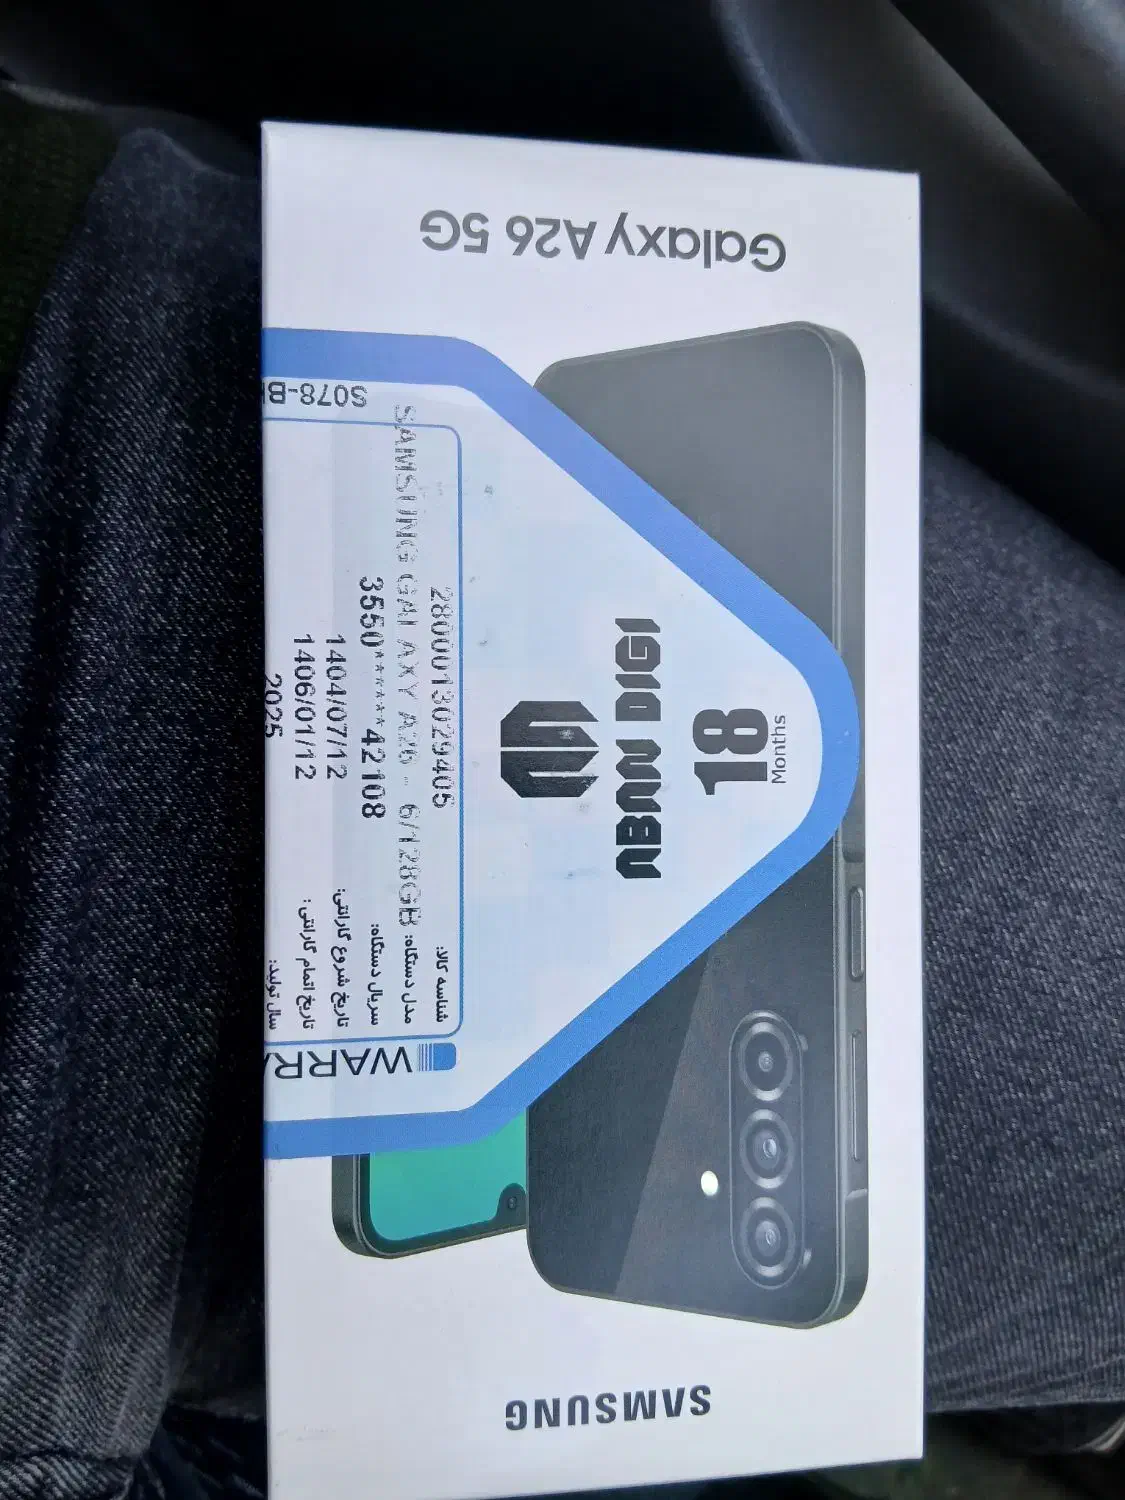 SAMSUNG
Galaxy A26 5G
18
Months
ABAN DIGI
WARRA
S078-BI
شناسه کالا: 2800013029405
مدل دستگاه: SAMSUNG GALAXY A26 - 6/128GB
سریال دستگاه: 3550******42108
تاریخ شروع گارانتی: 1404/07/12
تاریخ اتمام گارانتی: 1406/01/12
سال تولید: 2025